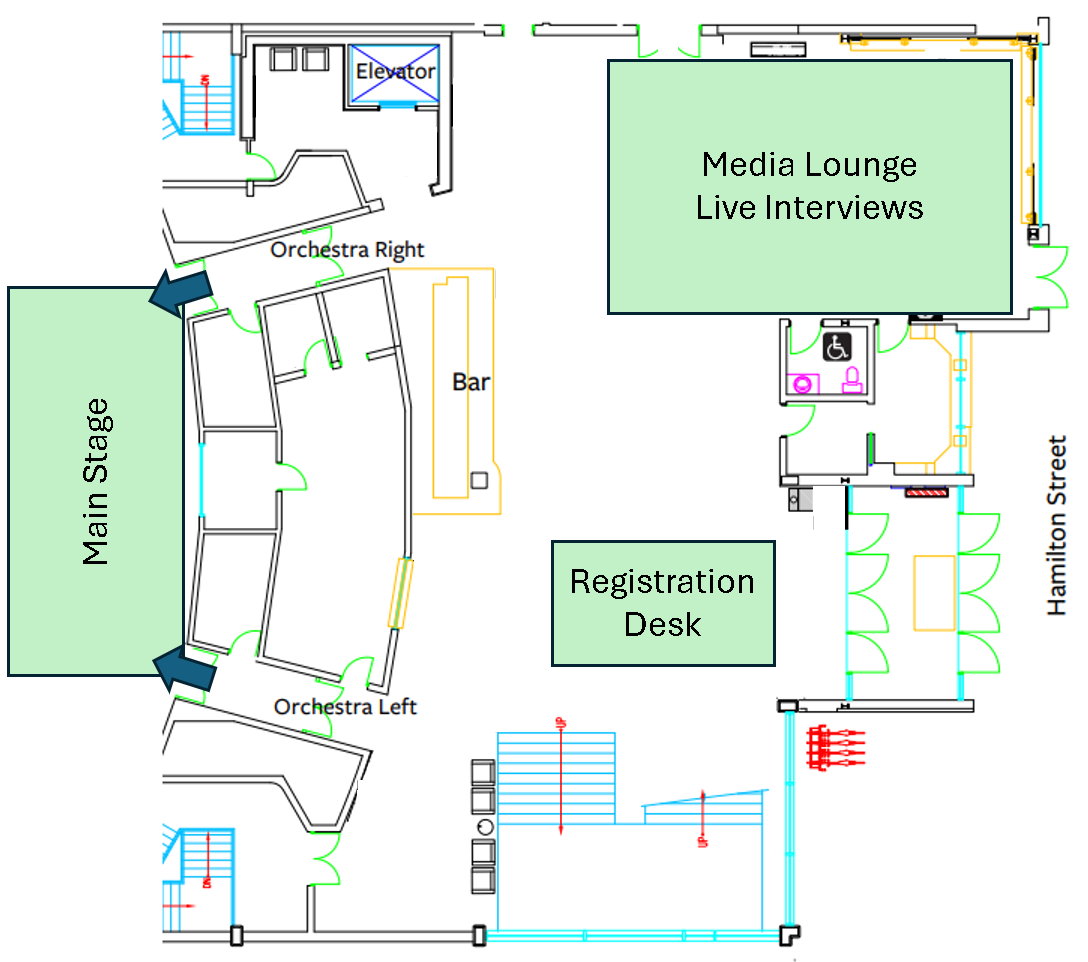 Elevator
DN
Media Lounge
Live Interviews
Orchestra Right
Bar
Main Stage
Hamilton Street
Registration
Desk
Orchestra Left
UP
UP
DN